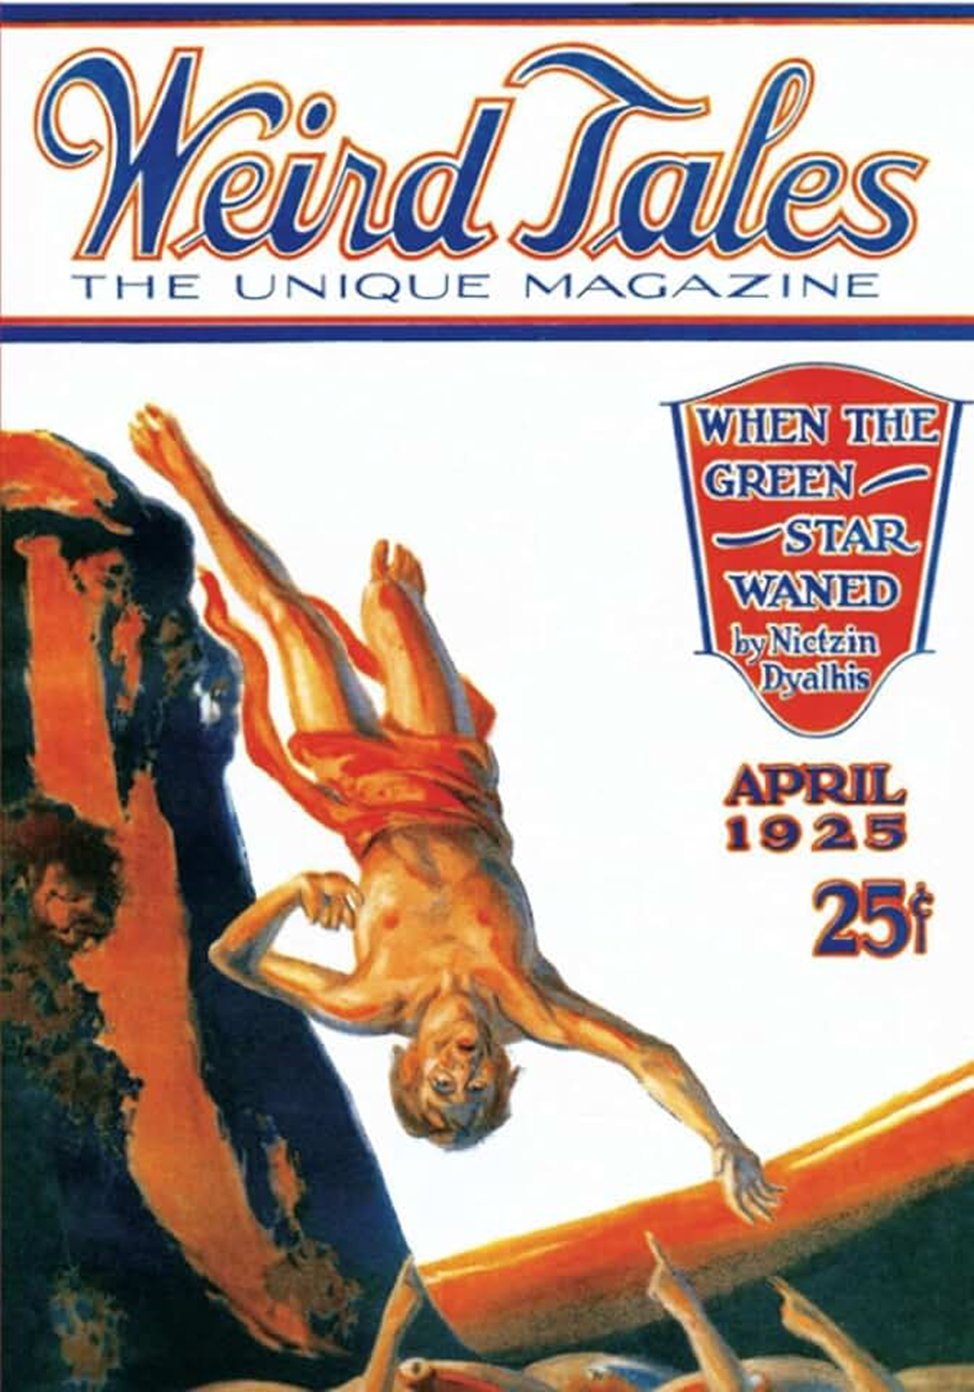 Weird Tales
THE UNIQUE MAGAZINE
WHEN THE
GREEN
STAR
WANED
by Nictzin
Dyalhis
APRIL
1925
25¢